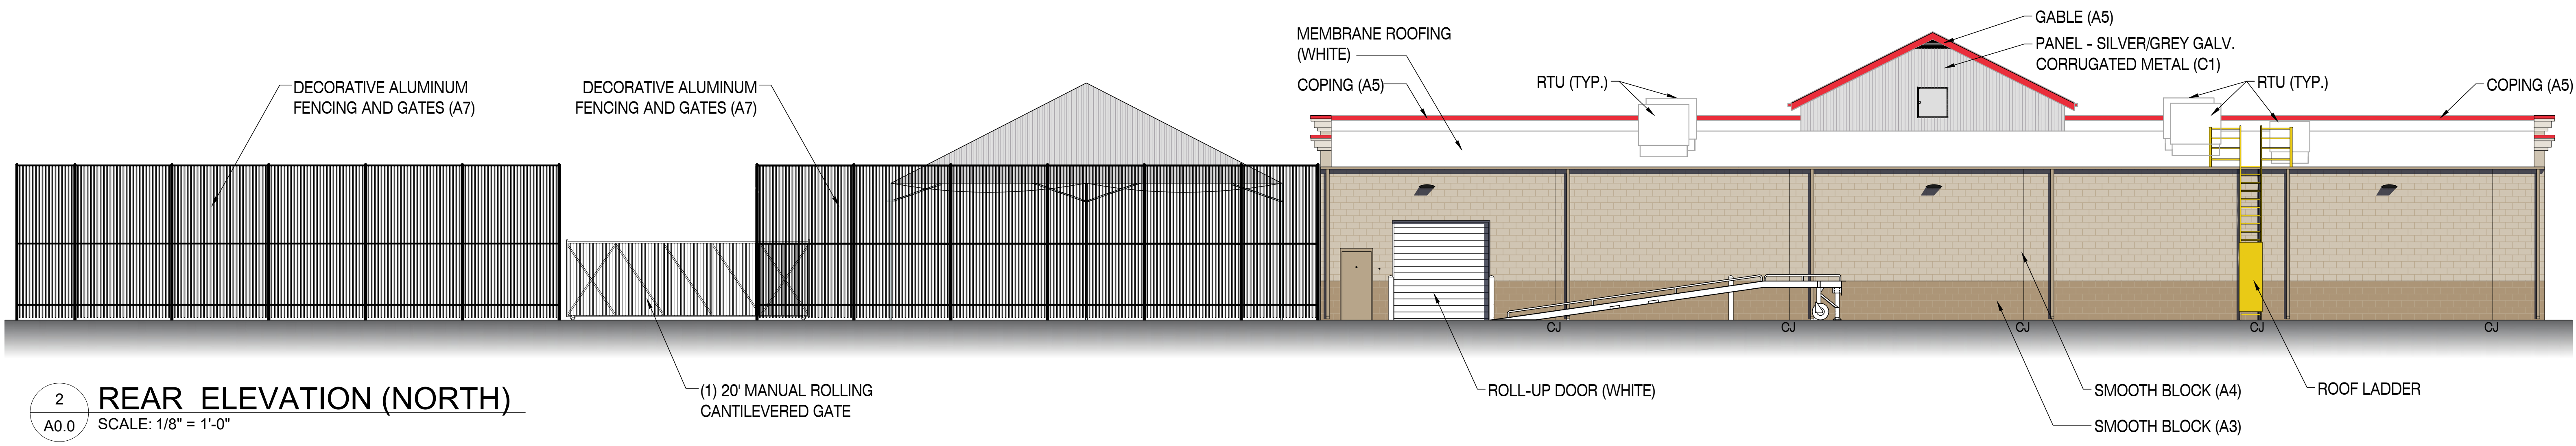 GABLE (A5)
MEMBRANE ROOFING
(WHITE)
PANEL - SILVER/GREY GALV.
CORRUGATED METAL (C1)
DECORATIVE ALUMINUM
FENCING AND GATES (A7)
DECORATIVE ALUMINUM
FENCING AND GATES (A7)
COPING (A5)
RTU (TYP.)
RTU (TYP.)
COPING (A5)
CJ
CJ
CJ
CJ
CJ
2
A0.0
REAR ELEVATION (NORTH)
SCALE: 1/8" = 1'-0"
(1) 20' MANUAL ROLLING
CANTILEVERED GATE
ROLL-UP DOOR (WHITE)
SMOOTH BLOCK (A4)
ROOF LADDER
SMOOTH BLOCK (A3)